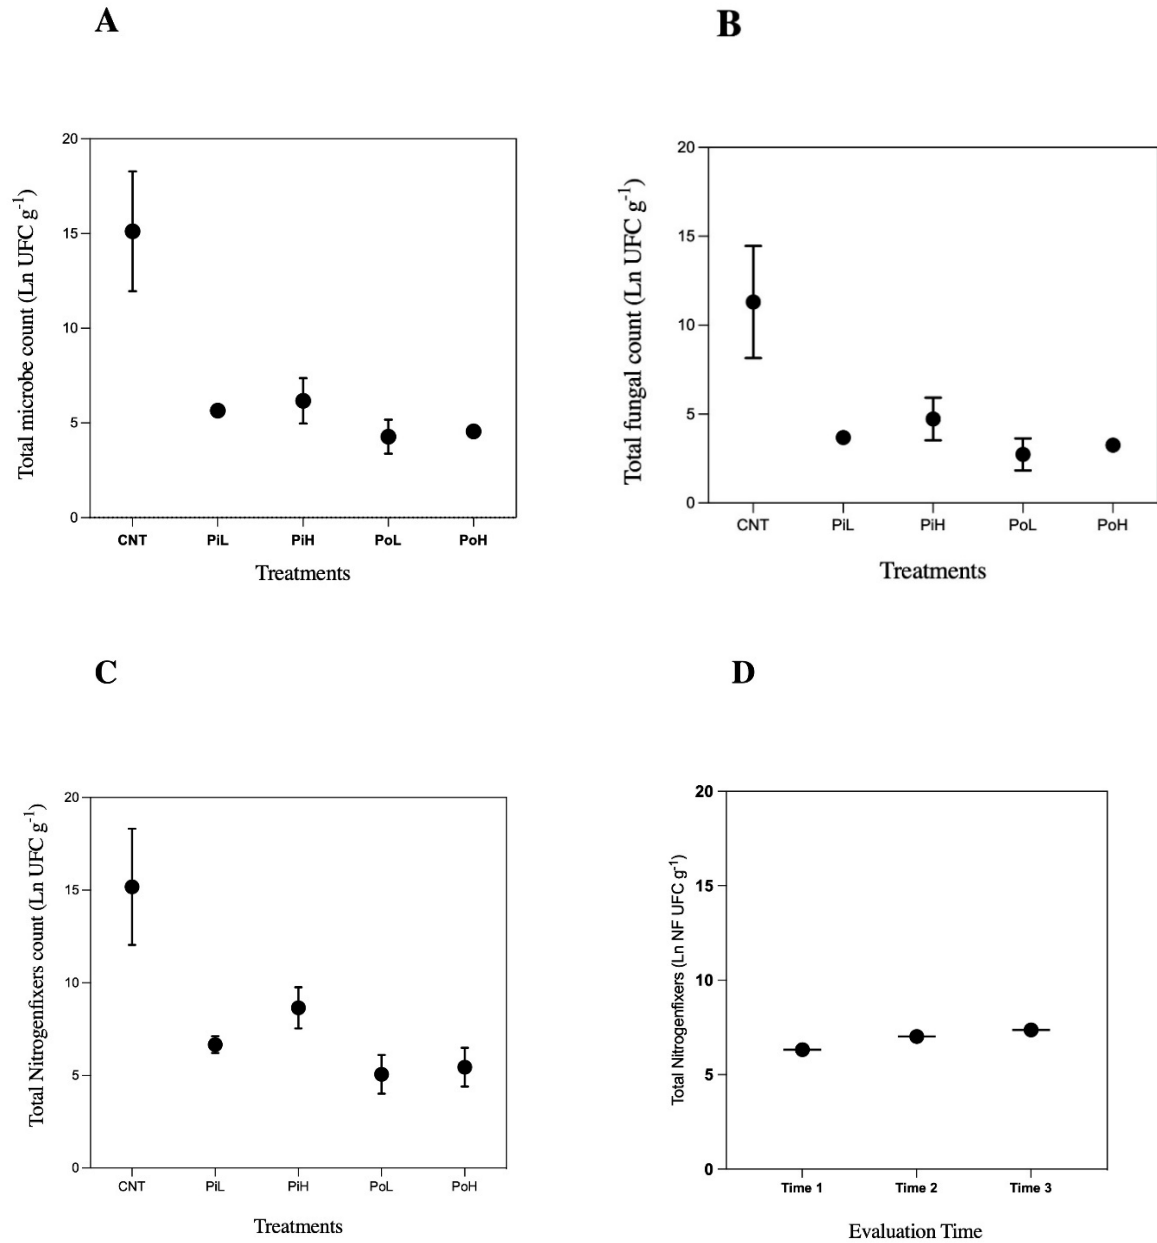 A
Total microbe count (Ln UFC g-1)
20
15
10
5
0
CNT PiL PiH PoL PoH
Treatments
B
Total fungal count (Ln UFC g-1)
20
15
10
5
0
CNT PiL PiH PoL PoH
Treatments
C
Total Nitrogenfixers count (Ln UFC g-1)
20
15
10
5
0
CNT PiL PiH PoL PoH
Treatments
D
Total Nitrogenfixers (Ln NF UFC g-1)
20
15
10
5
0
Time 1 Time 2 Time 3
Evaluation Time